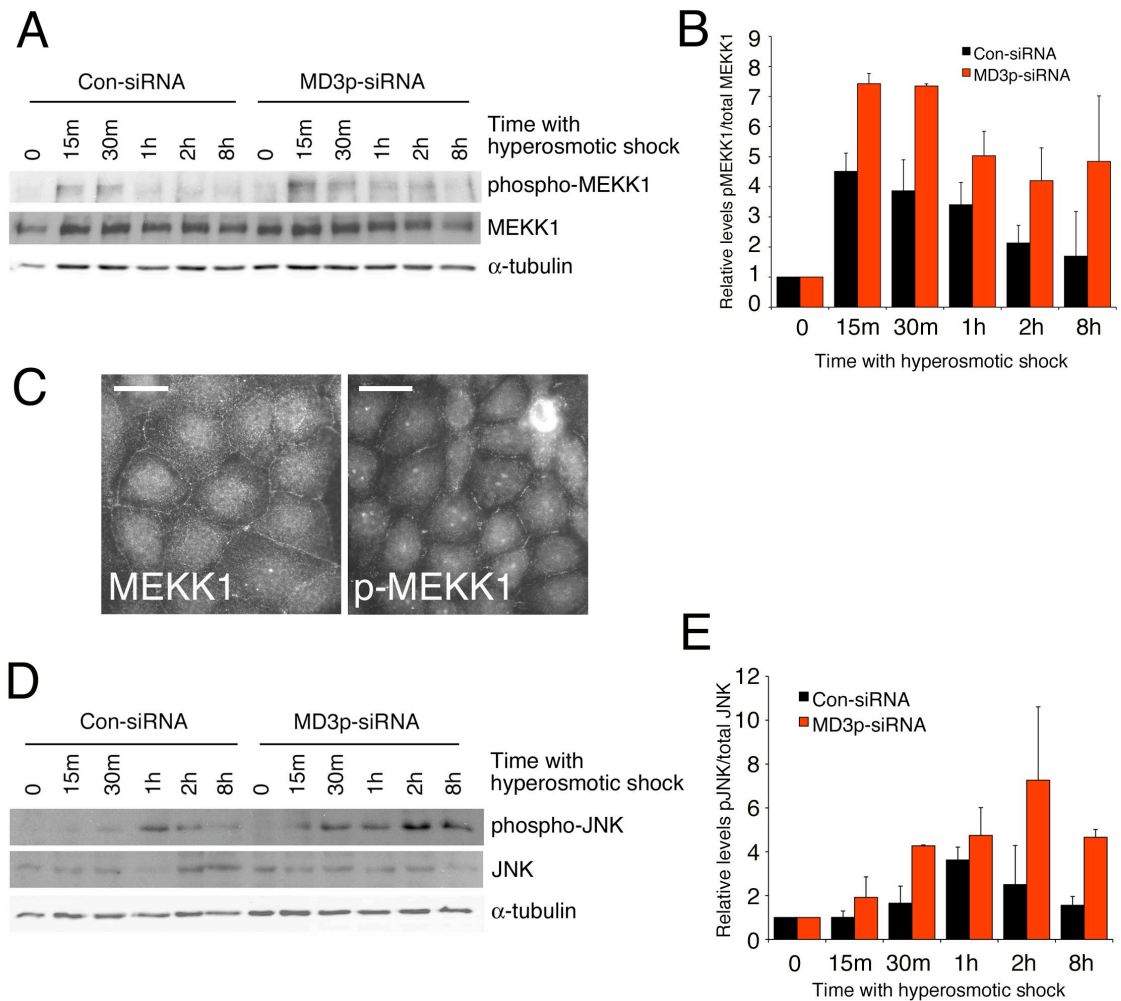 A
Con-siRNA MD3p-siRNA
0 15m 30m 1h 2h 8h 0 15m 30m 1h 2h 8h
Time with
hyperosmotic shock
phospho-MEKK1
MEKK1
α-tubulin
B
Relative levels pMEKK1/total MEKK1
9
8
7
6
5
4
3
2
1
0
Con-siRNA
MD3p-siRNA
0 15m 30m 1h 2h 8h
Time with hyperosmotic shock
C
MEKK1
p-MEKK1
D
Con-siRNA MD3p-siRNA
0 15m 30m 1h 2h 8h 0 15m 30m 1h 2h 8h
Time with
hyperosmotic shock
phospho-JNK
JNK
α-tubulin
E
Relative levels pJNK/total JNK
12
10
8
6
4
2
0
Con-siRNA
MD3p-siRNA
0 15m 30m 1h 2h 8h
Time with hyperosmotic shock